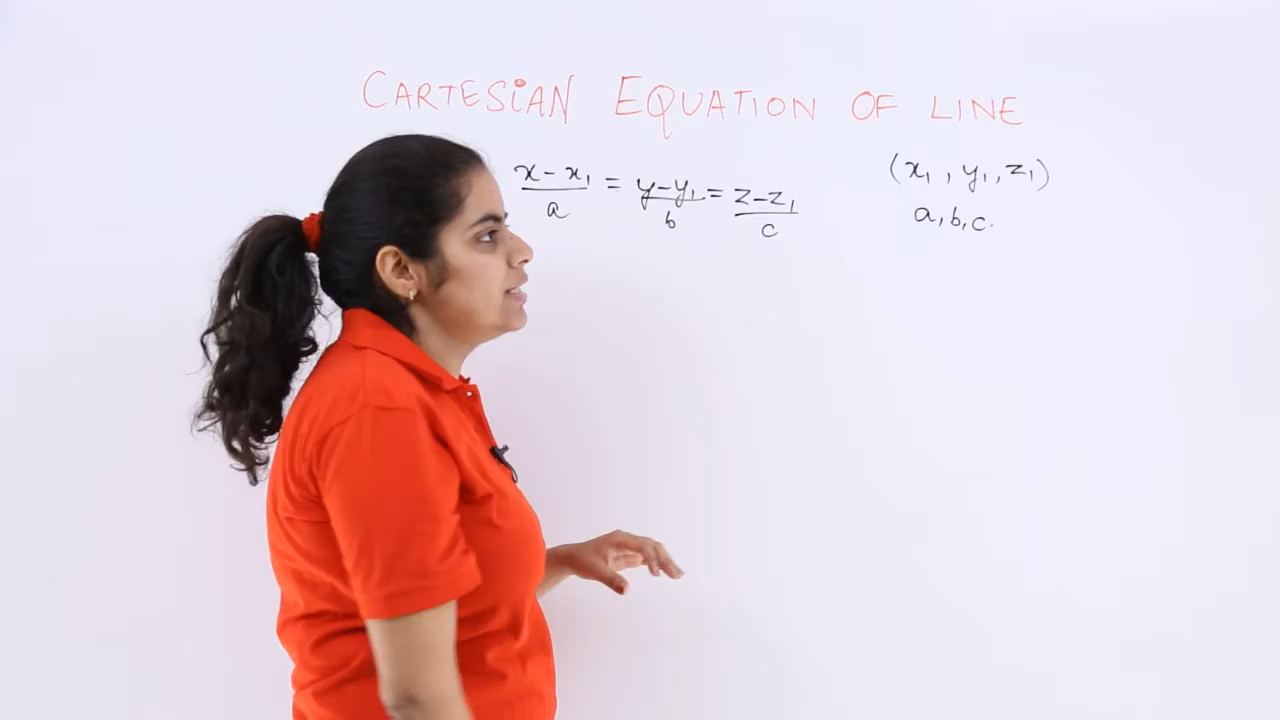 CARTESiAN EQUATION OF LINE
x - x₁ / a = y - y₁ / b = z - z₁ / c
(x₁, y₁, z₁)
a, b, c.